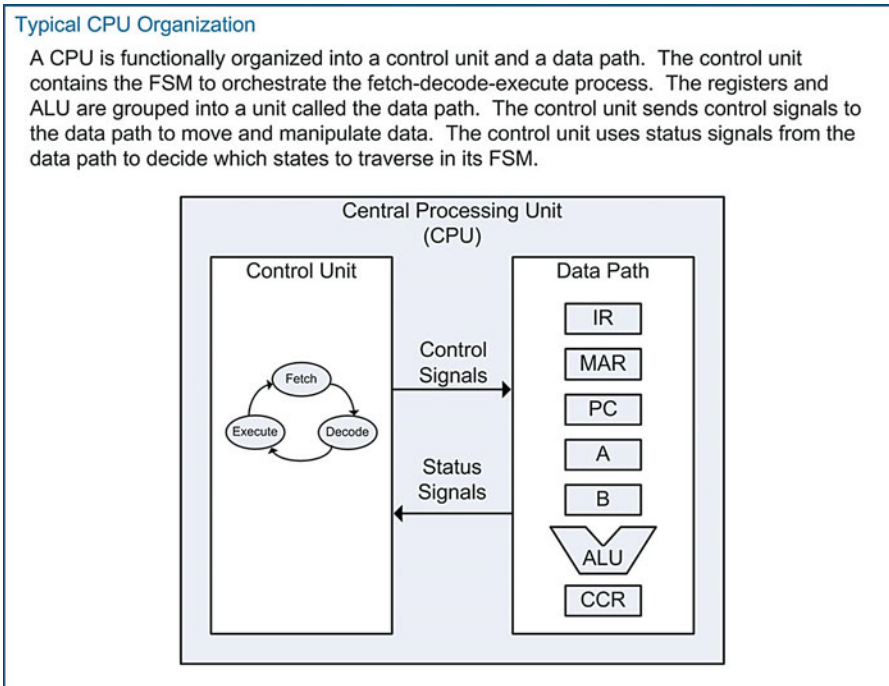 Typical CPU Organization
A CPU is functionally organized into a control unit and a data path. The control unit
contains the FSM to orchestrate the fetch-decode-execute process. The registers and
ALU are grouped into a unit called the data path. The control unit sends control signals to
the data path to move and manipulate data. The control unit uses status signals from the
data path to decide which states to traverse in its FSM.
Central Processing Unit
(CPU)
Control Unit
Fetch
Execute
Decode
Control
Signals
Status
Signals
Data Path
IR
MAR
PC
A
B
ALU
CCR